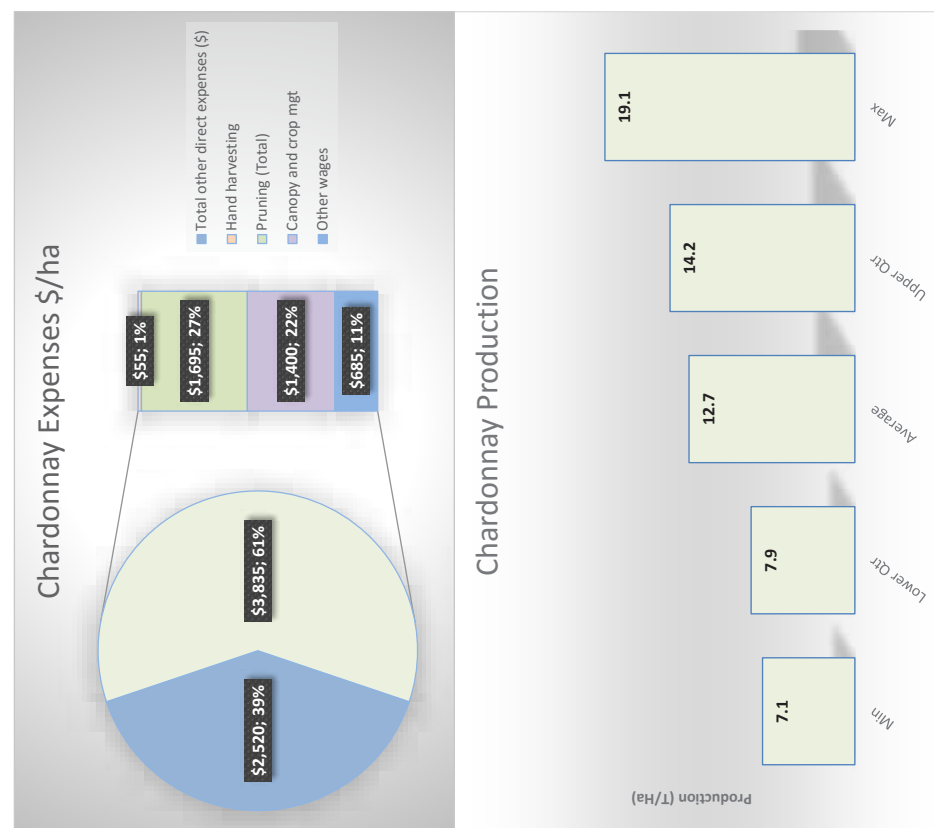 Chardonnay Expenses $/ha
$2,520; 39%
$3,835; 61%
$55; 1%
$1,695; 27%
$1,400; 22%
$685; 11%
Total other direct expenses ($)
Hand harvesting
Pruning (Total)
Canopy and crop mgt
Other wages
Chardonnay Production
Production (T/Ha)
7.1
7.9
12.7
14.2
19.1
Min
Lower Qtr
Average
Upper Qtr
Max